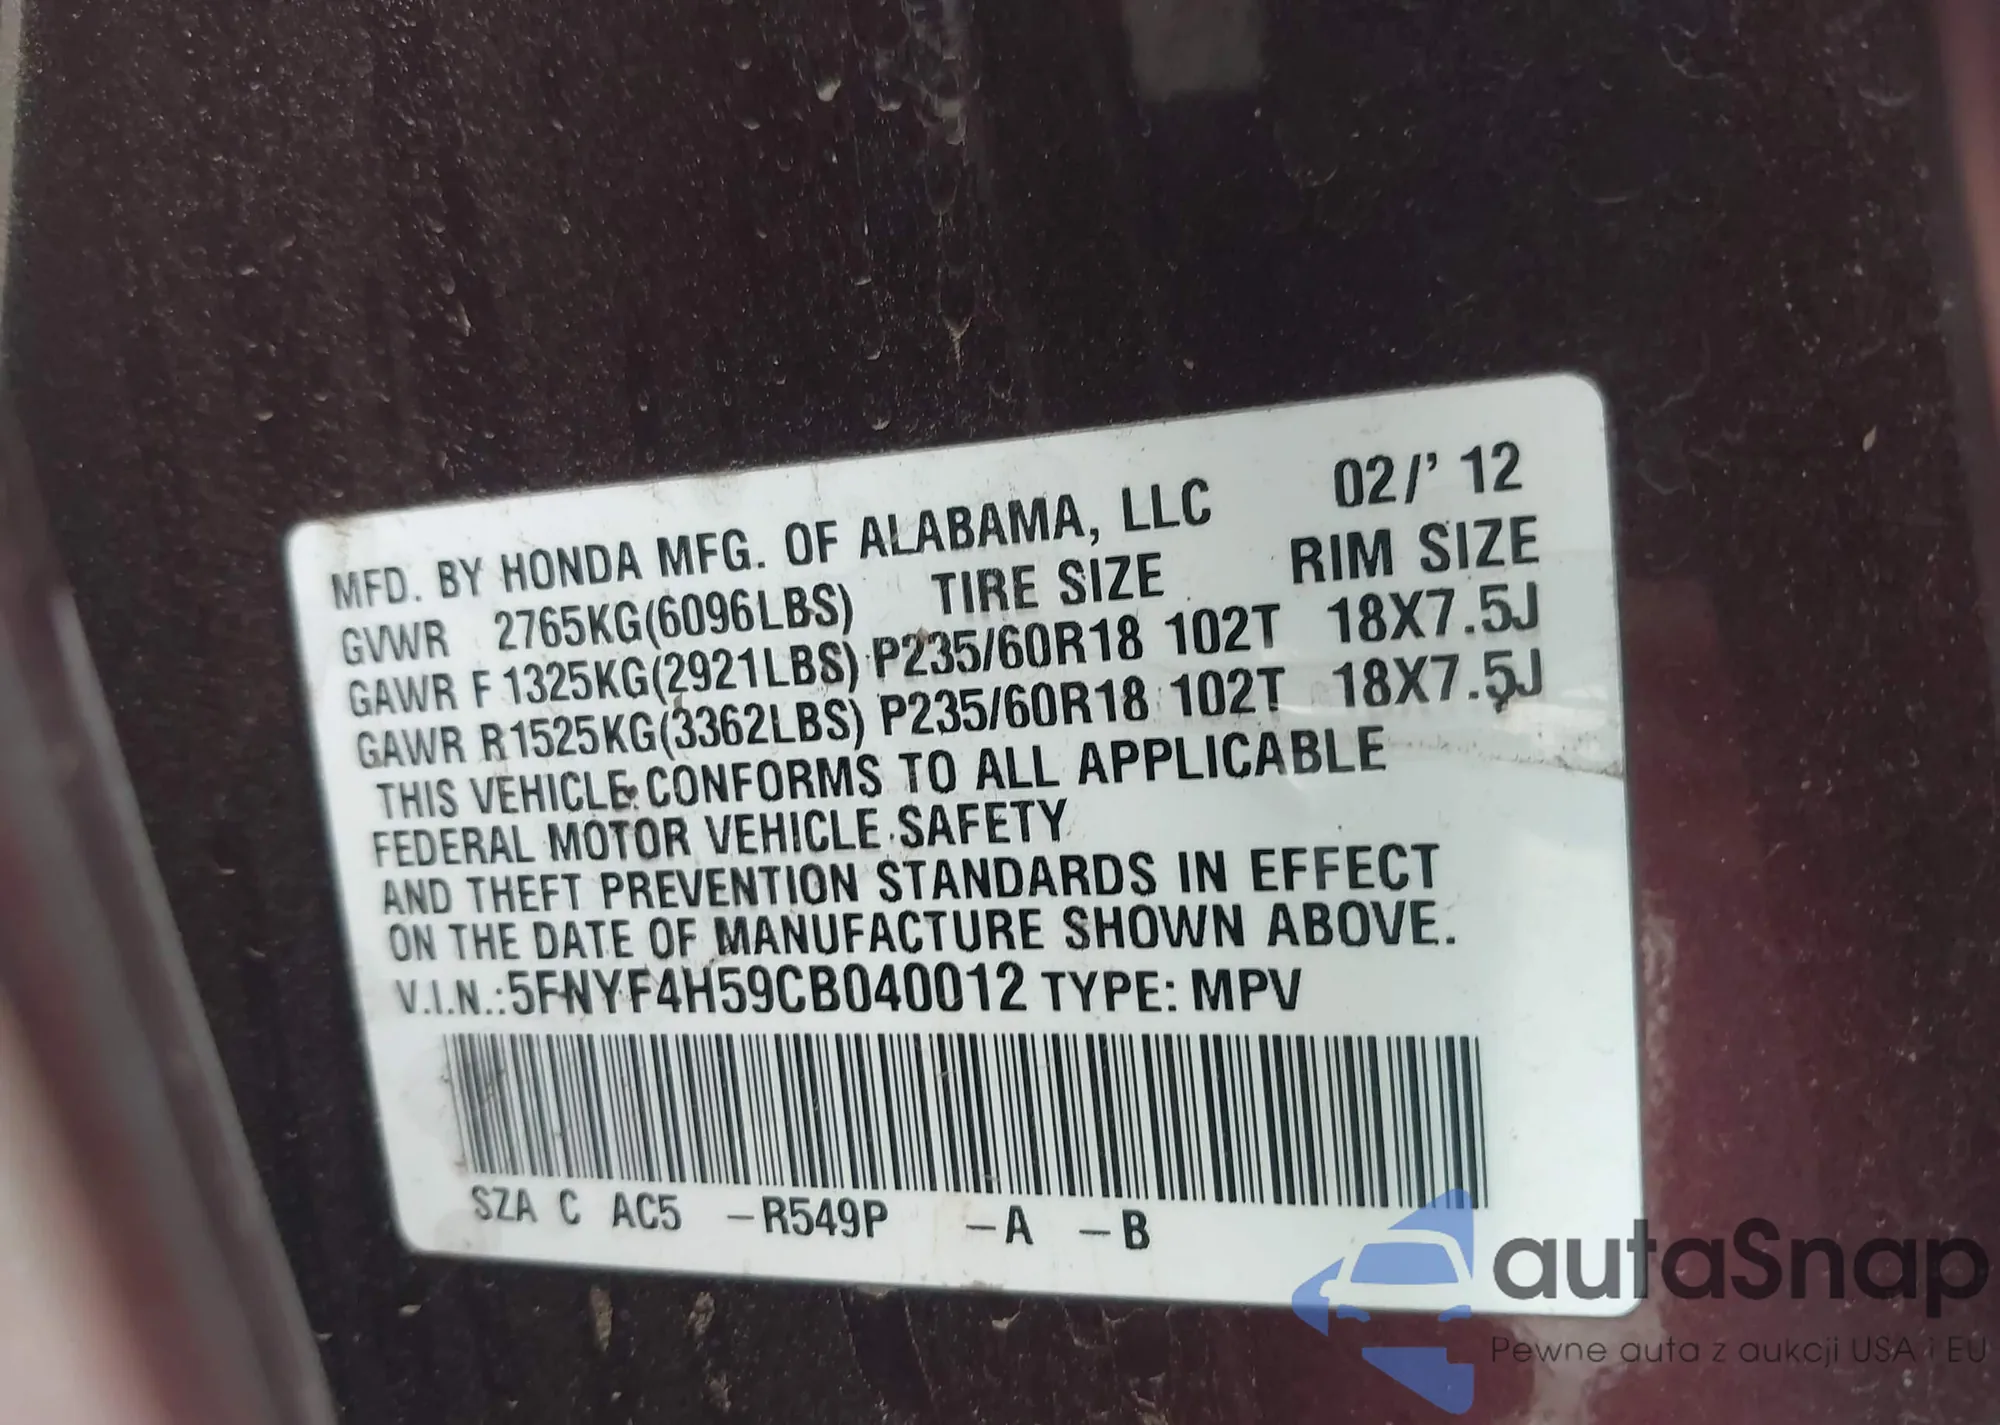 MFD. BY HONDA MFG. OF ALABAMA, LLC 02/' 12
GVWR 2765KG(6096LBS) TIRE SIZE RIM SIZE
GAWR F 1325KG(2921LBS) P235/60R18 102T 18X7.5J
GAWR R1525KG(3362LBS) P235/60R18 102T 18X7.5J
THIS VEHICLE CONFORMS TO ALL APPLICABLE
FEDERAL MOTOR VEHICLE SAFETY
AND THEFT PREVENTION STANDARDS IN EFFECT
ON THE DATE OF MANUFACTURE SHOWN ABOVE.
V.I.N.:5FNYF4H59CB040012 TYPE: MPV
SZA C AC5 -R549P -A -B
autaSnap
Pewne auta z aukcji USA i EU